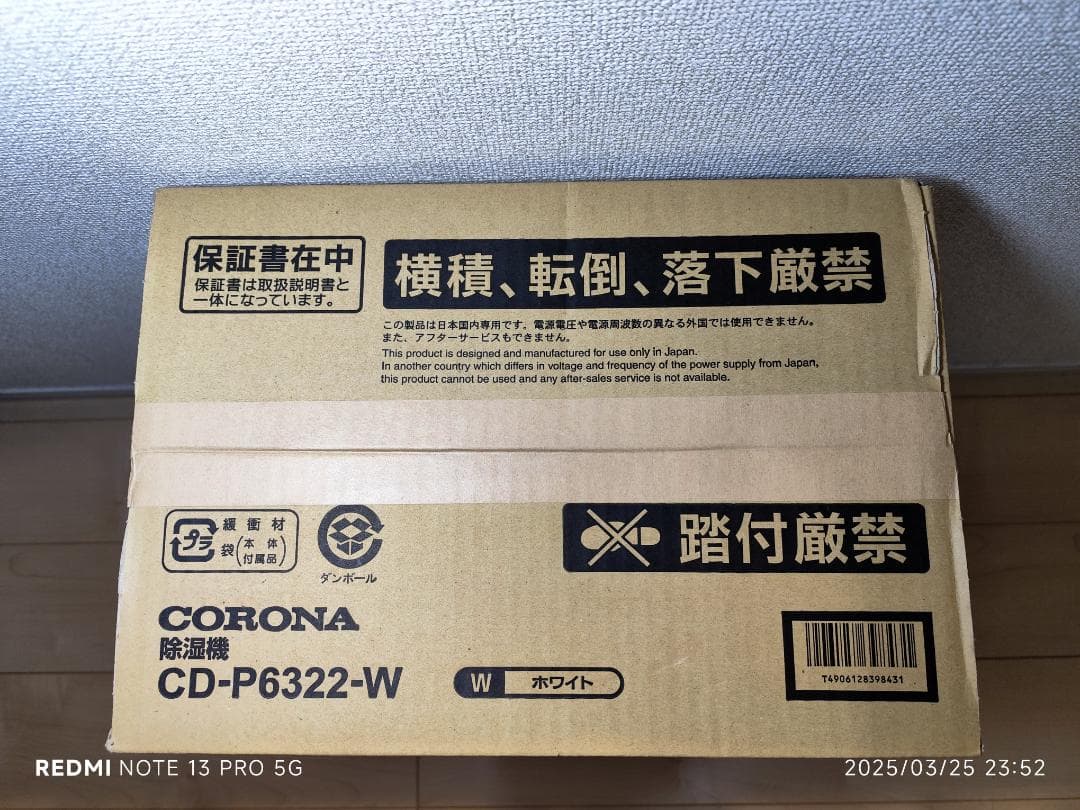 保証書在中
保証書は取扱説明書と
一体になっています。
横積、転倒、落下厳禁
この製品は日本国内専用です。電源電圧や電源周波数の異なる外国では使用できません。
また、アフターサービスもできません。
This product is designed and manufactured for use only in Japan.
In another country which differs in voltage and frequency of the power supply from Japan,
this product cannot be used and any after-sales service is not available.
プラ
緩衝材
袋(本体付属品)
ダンボール
踏付厳禁
CORONA
除湿機
CD-P6322-W
W ホワイト
T4906128398431
REDMI NOTE 13 PRO 5G
2025/03/25 23:52